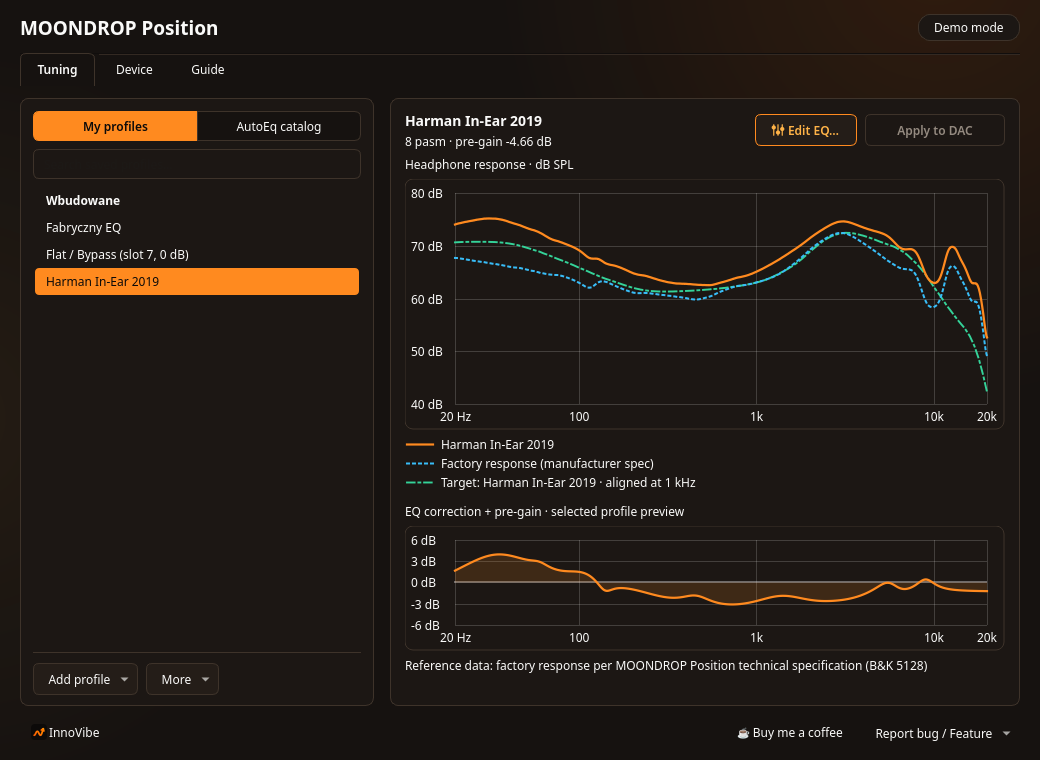 MOONDROP Position
Demo mode
Tuning
Device
Guide
My profiles
AutoEq catalog
Wbudowane
Fabryczny EQ
Flat / Bypass (slot 7, 0 dB)
Harman In-Ear 2019
Add profile
More
Harman In-Ear 2019
8 pasm · pre-gain -4.66 dB
Edit EQ...
Apply to DAC
Headphone response · dB SPL
80 dB
70 dB
60 dB
50 dB
40 dB
20 Hz
100
1k
10k
20k
Harman In-Ear 2019
Factory response (manufacturer spec)
Target: Harman In-Ear 2019 · aligned at 1 kHz
EQ correction + pre-gain · selected profile preview
6 dB
3 dB
0 dB
-3 dB
-6 dB
20 Hz
100
1k
10k
20k
Reference data: factory response per MOONDROP Position technical specification (B&K 5128)
InnoVibe
Buy me a coffee
Report bug / Feature